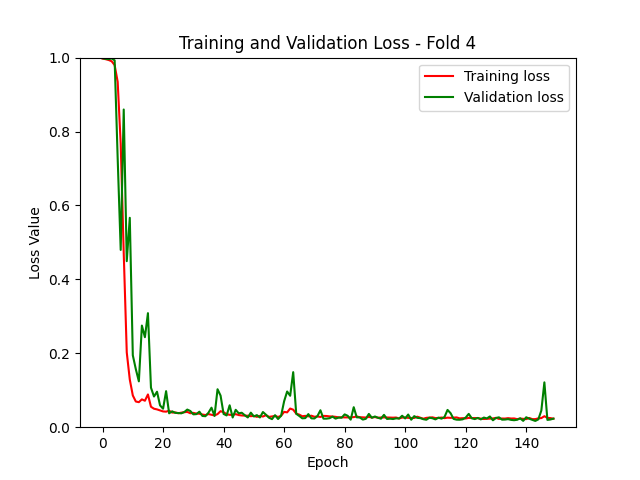 Training and Validation Loss - Fold 4
Training loss
Validation loss
Loss Value
1.0
0.8
0.6
0.4
0.2
0.0
0 20 40 60 80 100 120 140
Epoch